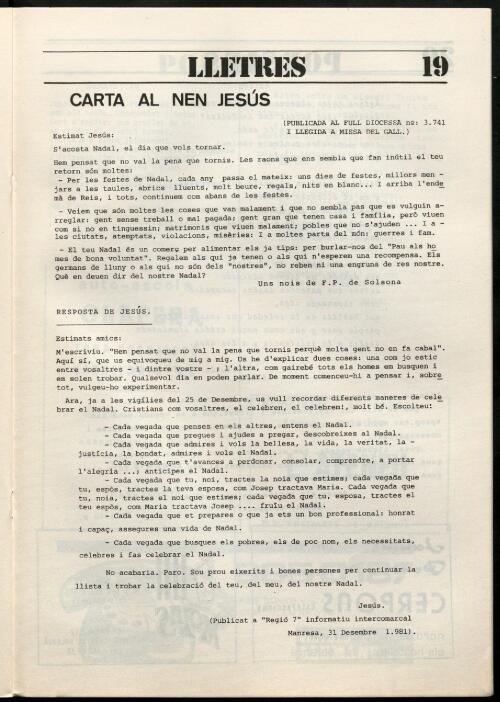 LLETRES 19
CARTA AL NEN JESÚS
(PUBLICADA AL FULL DIOCESSA no: 3.741
I LLEGIDA A MISSA DEL GALL.)
Estimat Jesús:
S'acosta Nadal, el dia que vols tornar.
Hem pensat que no val la pena que tornis. Les raons que ens sembla que fan inútil el teu
retorn són moltes:
- Per les festes de Nadal, cada any passa el mateix: uns dies de festes, millors men -
jars a les taules, abrics lluents, molt beure, regals, nits en blanc... I arriba l'ende
mà de Reis, i tots, continuem com abans de les festes.
- Veiem que són moltes les coses que van malament i que no sembla pas que es vulguin a-
rreglar: gent sense treball o mal pagada; gent gran que tenen casa i família, però viuen
com si no en tinguessin; matrimonis que viuen malament; pobles que no s'ajuden ... I a -
les ciutats, atemptats, violacions, misèries: I a moltes parts del món: guerres i fam.
- El teu Nadal és un comerç per alimentar els ja tips: per burlar-nos del "Pau als ho
mes de bona voluntat". Regalem als qui ja tenen o als qui n'esperem una recompensa. Els
germans de lluny o als qui no són dels "nostres", no reben ni una engruna de res nostre.
Què en deuen dir del nostre Nadal?
Uns nois de F.P. de Solsona
RESPOSTA DE JESÚS.
Estimats amics:
M'escriviu. "Hem pensat que no val la pena que tornis perquè molta gent no en fa cabal".
Aquí sí, que us equivoqueu de mig a mig. Us he d'explicar dues coses: una com jo estic
entre vosaltres - i dintre vostre - ; l'altra, com gairebé tots els homes em busquen i
em solen trobar. Qualsevol dia en podem parlar. De moment comenceu-hi a pensar i, sobre
tot, vulgeu-ho experimentar.
Ara, ja a les vigílies del 25 de Desembre, us vull recordar diferents maneres de cele
brar el Nadal. Cristians com vosaltres, el celebren, el celebren!, molt bé. Escolteu:
- Cada vegada que penses en els altres, entens el Nadal.
- Cada vegada que pregues i ajudes a pregar, descobreixes al Nadal.
- Cada vegada que admires i vols la bellesa, la vida, la veritat, la -
justícia, la bondat, admires i vols el Nadal.
- Cada vegada que t'avances a perdonar, consolar, comprendre, a portar
l'alegria ...; anticipes el Nadal.
- Cada vegada que tu, noi, tractes la noia que estimes; cada vegada que
tu, espòs, tractes la teva esposa, com Josep tractava Maria. Cada vegada que
tu, noia, tractes el noi que estimes; cada vegada que tu, esposa, tractes el
teu espòs, com Maria tractava Josep .... fruïu el Nadal.
- Cada vegada que et prepares o que ja ets un bon professional: honrat
i capaç, assegures una vida de Nadal.
- Cada vegada que busques els pobres, els de poc nom, els necessitats,
celebres i fas celebrar el Nadal.
No acabaria. Paro. Sou prou eixerits i bones persones per continuar la
llista i trobar la celebració del teu, del meu, del nostre Nadal.
Jesús.
(Publicat a "Regió 7" informatiu intercomarcal
Manresa, 31 Desembre 1.981).